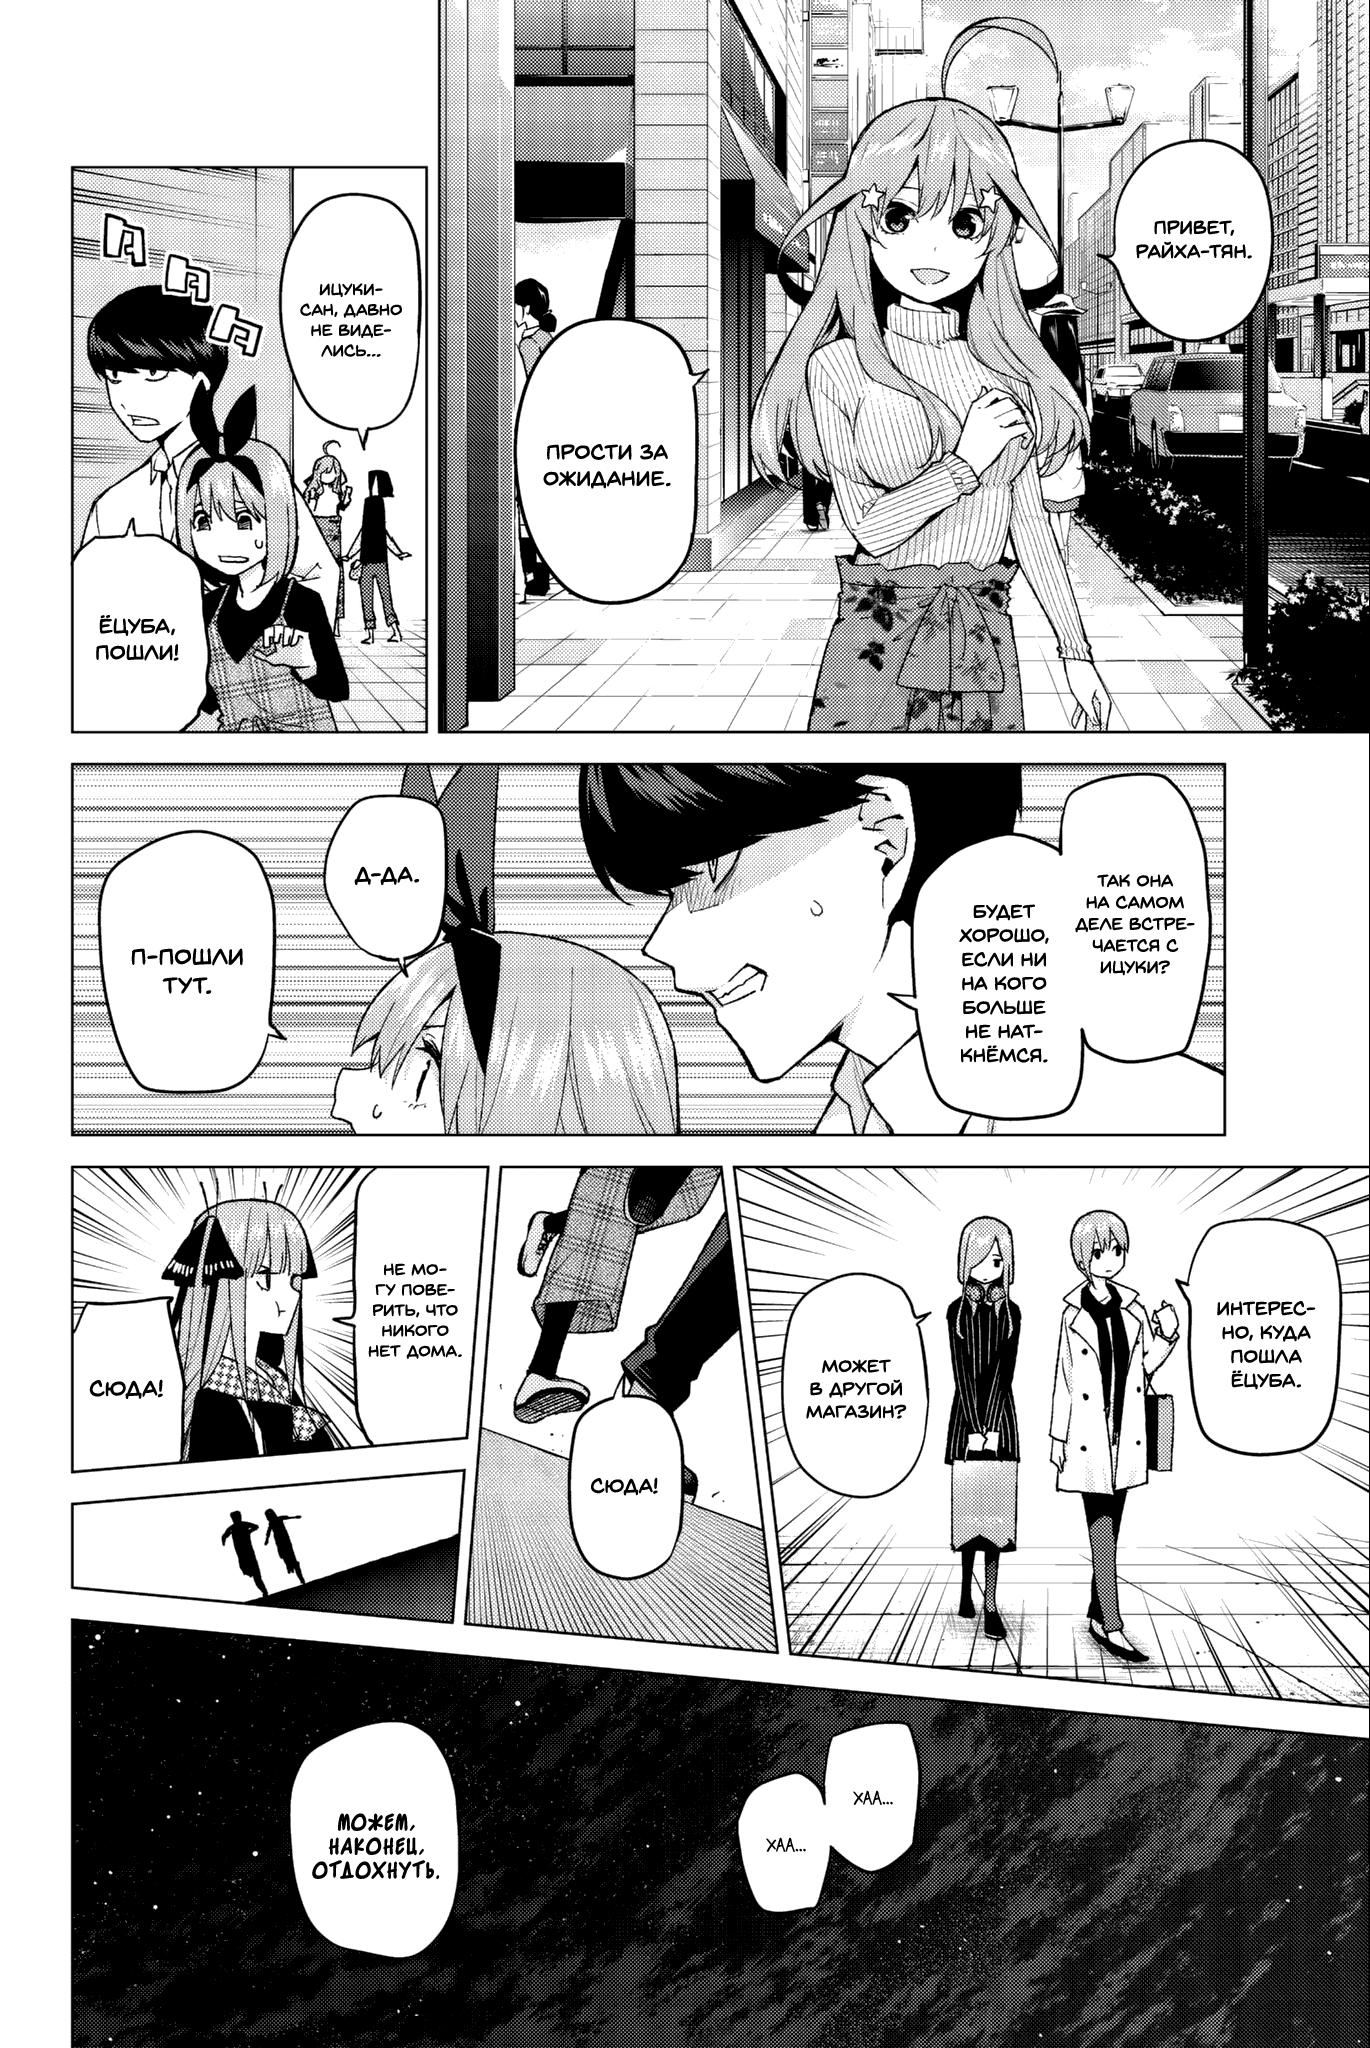 ПРИВЕТ,
РАЙХА-ТЯН.
ПРОСТИ ЗА
ОЖИДАНИЕ.
ИЦУКИ-
САН, ДАВНО
НЕ ВИДЕ-
ЛИСЬ...
ЁЦУБА,
ПОШЛИ!
ТАК ОНА
НА САМОМ
ДЕЛЕ ВСТРЕ-
ЧАЕТСЯ С
ИЦУКИ?
БУДЕТ
ХОРОШО,
ЕСЛИ НИ
НА КОГО
БОЛЬШЕ
НЕ НАТ-
КНЁМСЯ.
Д-ДА.
П-ПОШЛИ
ТУТ.
ИНТЕРЕС-
НО, КУДА
ПОШЛА
ЁЦУБА.
МОЖЕТ
В ДРУГОЙ
МАГАЗИН?
СЮДА!
НЕ МО-
ГУ ПОВЕ-
РИТЬ, ЧТО
НИКОГО
НЕТ ДОМА.
СЮДА!
ХАА...
ХАА...
МОЖЕМ,
НАКОНЕЦ,
ОТДОХНУТЬ.